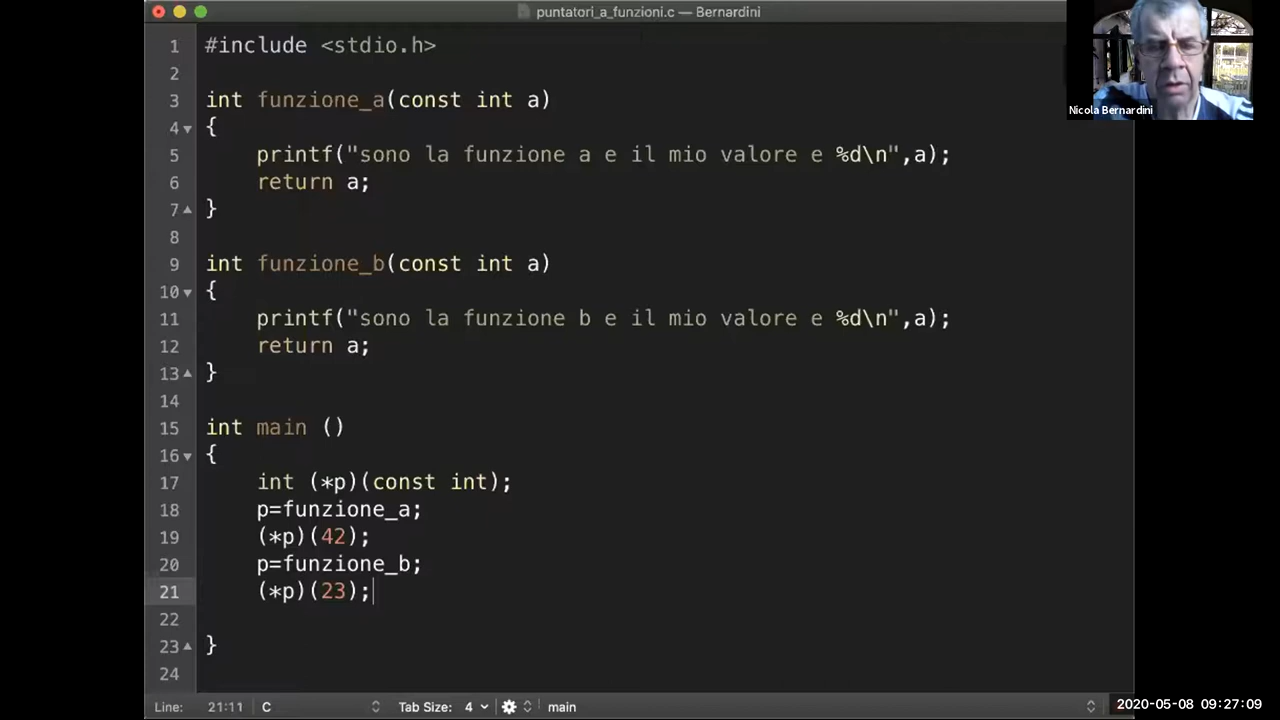 puntatori_a_funzioni.c — Bernardini
Nicola Bernardini
1 #include <stdio.h>
2
3 int funzione_a(const int a)
4 {
5     printf("sono la funzione a e il mio valore e %d\n",a);
6     return a;
7 }
8
9 int funzione_b(const int a)
10 {
11     printf("sono la funzione b e il mio valore e %d\n",a);
12     return a;
13 }
14
15 int main ()
16 {
17     int (*p)(const int);
18     p=funzione_a;
19     (*p)(42);
20     p=funzione_b;
21     (*p)(23);
22
23 }
24
Line: 21:11 C Tab Size: 4 main
2020-05-08 09:27:09